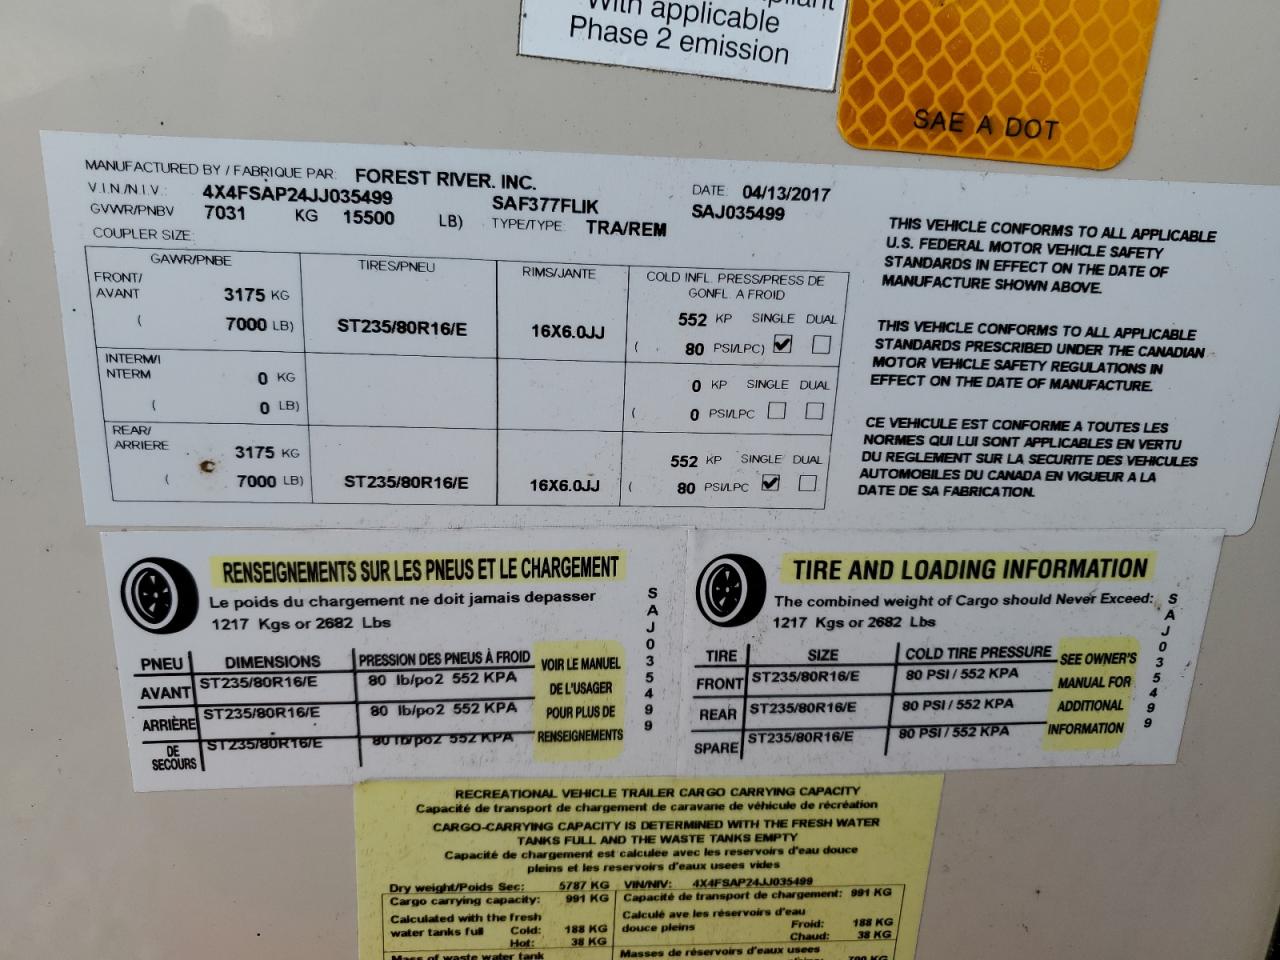 With applicable
Phase 2 emission
SAE A DOT
MANUFACTURED BY / FABRIQUE PAR: FOREST RIVER. INC.
V.I.N/N.I.V.: 4X4FSAP24JJ035499 SAF377FLIK DATE: 04/13/2017
GVWR/PNBV 7031 KG 15500 LB) TYPE/TYPE: TRA/REM SAJ035499
COUPLER SIZE:
GAWR/PNBE TIRES/PNEU RIMS/JANTE COLD INFL. PRESS/PRESS DE GONFL. A FROID
FRONT/
AVANT 3175 KG 552 KP SINGLE DUAL
( 7000 LB) ST235/80R16/E 16X6.0JJ ( 80 PSI/LPC)
INTERM/I
NTERM 0 KG 0 KP SINGLE DUAL
( 0 LB) ( 0 PSI/LPC
REAR/
ARRIERE 3175 KG 552 KP SINGLE DUAL
( 7000 LB) ST235/80R16/E 16X6.0JJ ( 80 PSI/LPC
THIS VEHICLE CONFORMS TO ALL APPLICABLE
U.S. FEDERAL MOTOR VEHICLE SAFETY
STANDARDS IN EFFECT ON THE DATE OF
MANUFACTURE SHOWN ABOVE.
THIS VEHICLE CONFORMS TO ALL APPLICABLE
STANDARDS PRESCRIBED UNDER THE CANADIAN
MOTOR VEHICLE SAFETY REGULATIONS IN
EFFECT ON THE DATE OF MANUFACTURE.
CE VEHICULE EST CONFORME A TOUTES LES
NORMES QUI LUI SONT APPLICABLES EN VERTU
DU REGLEMENT SUR LA SECURITE DES VEHICULES
AUTOMOBILES DU CANADA EN VIGUEUR A LA
DATE DE SA FABRICATION.
RENSEIGNEMENTS SUR LES PNEUS ET LE CHARGEMENT
Le poids du chargement ne doit jamais depasser
1217 Kgs or 2682 Lbs
PNEU DIMENSIONS PRESSION DES PNEUS À FROID
AVANT ST235/80R16/E 80 lb/po2 552 KPA
ARRIÈRE ST235/80R16/E 80 lb/po2 552 KPA
DE
SECOURS ST235/80R16/E 80 lb/po2 552 KPA
VOIR LE MANUEL
DE L'USAGER
POUR PLUS DE
RENSEIGNEMENTS
SAJ035499
TIRE AND LOADING INFORMATION
The combined weight of Cargo should Never Exceed:
1217 Kgs or 2682 Lbs
TIRE SIZE COLD TIRE PRESSURE
FRONT ST235/80R16/E 80 PSI / 552 KPA
REAR ST235/80R16/E 80 PSI / 552 KPA
SPARE ST235/80R16/E 80 PSI / 552 KPA
SEE OWNER'S
MANUAL FOR
ADDITIONAL
INFORMATION
SAJ035499
RECREATIONAL VEHICLE TRAILER CARGO CARRYING CAPACITY
Capacité de transport de chargement de caravane de véhicule de récréation
CARGO-CARRYING CAPACITY IS DETERMINED WITH THE FRESH WATER
TANKS FULL AND THE WASTE TANKS EMPTY
Capacité de chargement est calculee avec les reservoirs d'eau douce
pleins et les reservoirs d'eaux usees vides
Dry weight/Poids Sec: 5787 KG VIN/NIV: 4X4FSAP24JJ035499
Cargo carrying capacity: 991 KG Capacité de transport de chargement: 991 KG
Calculated with the fresh
water tanks full Cold: 188 KG
Hot: 38 KG
Calculé ave les réservoirs d'eau
douce pleins Froid: 188 KG
Chaud: 38 KG
Mass of waste water tank Masses de réservoirs d'eaux usees